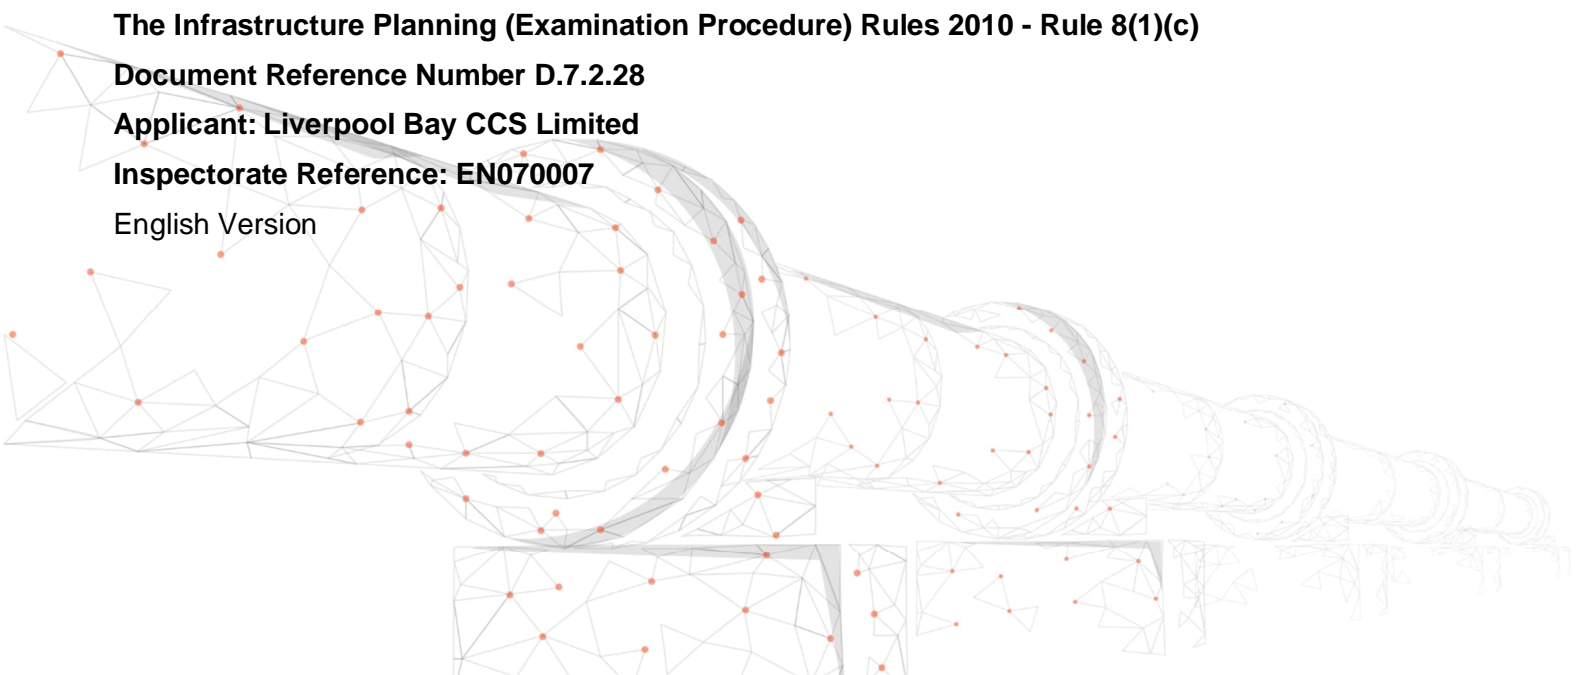 The Infrastructure Planning (Examination Procedure) Rules 2010 - Rule 8(1)(c)
Document Reference Number D.7.2.28
Applicant: Liverpool Bay CCS Limited
Inspectorate Reference: EN070007
English Version